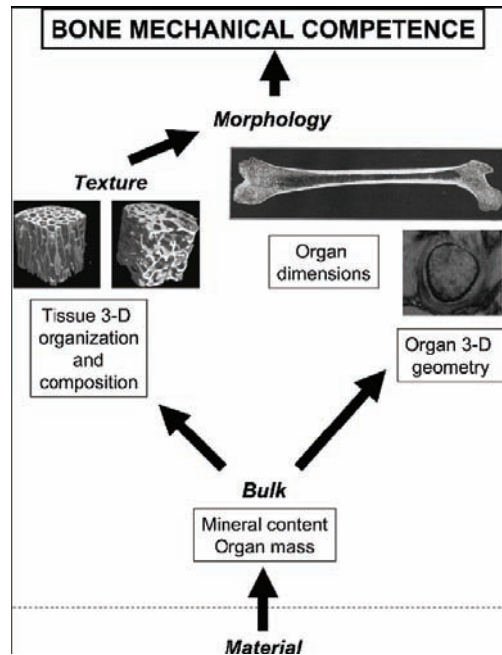 BONE MECHANICAL COMPETENCE
Morphology
Texture
Organ
dimensions
Tissue 3-D
organization
and
composition
Organ 3-D
geometry
Bulk
Mineral content
Organ mass
Material